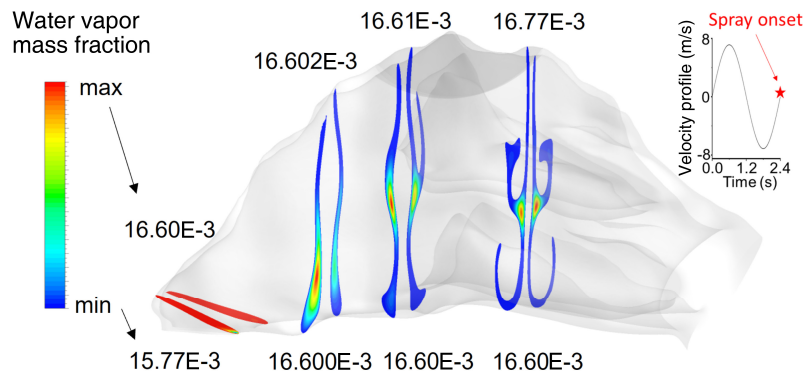 Water vapor
mass fraction
max
min
16.60E-3
16.602E-3
16.61E-3
16.77E-3
15.77E-3
16.600E-3
16.60E-3
16.60E-3
Spray onset
Velocity profile (m/s)
8
0
-8
0.0 1.2 2.4
Time (s)